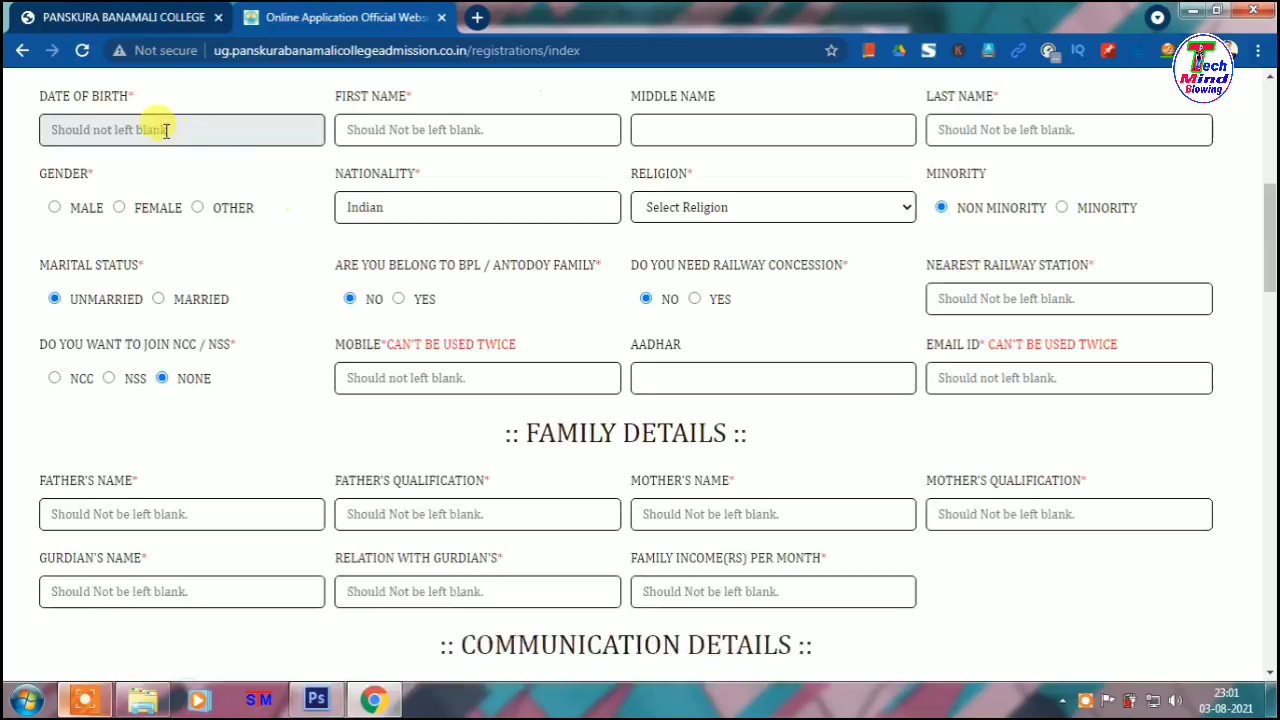 PANSKURA BANAMALI COLLEGE
Online Application Official Webs
Not secure
ug.panskurabanamalicollegeadmission.co.in/registrations/index
Tech
Mind
Blowing
DATE OF BIRTH* FIRST NAME* MIDDLE NAME LAST NAME*
Should not left blank. Should Not be left blank. Should Not be left blank.
GENDER* NATIONALITY* RELIGION* MINORITY
MALE FEMALE OTHER Indian Select Religion NON MINORITY MINORITY
MARITAL STATUS* ARE YOU BELONG TO BPL / ANTODOY FAMILY* DO YOU NEED RAILWAY CONCESSION* NEAREST RAILWAY STATION*
UNMARRIED MARRIED NO YES NO YES Should Not be left blank.
DO YOU WANT TO JOIN NCC / NSS* MOBILE*CAN'T BE USED TWICE AADHAR EMAIL ID* CAN'T BE USED TWICE
NCC NSS NONE Should not left blank. Should not left blank.
:: FAMILY DETAILS ::
FATHER'S NAME* FATHER'S QUALIFICATION* MOTHER'S NAME* MOTHER'S QUALIFICATION*
Should Not be left blank. Should Not be left blank. Should Not be left blank. Should Not be left blank.
GURDIAN'S NAME* RELATION WITH GURDIAN'S* FAMILY INCOME(RS) PER MONTH*
Should Not be left blank. Should Not be left blank. Should Not be left blank.
:: COMMUNICATION DETAILS ::
SM Ps 23:01
03-08-2021